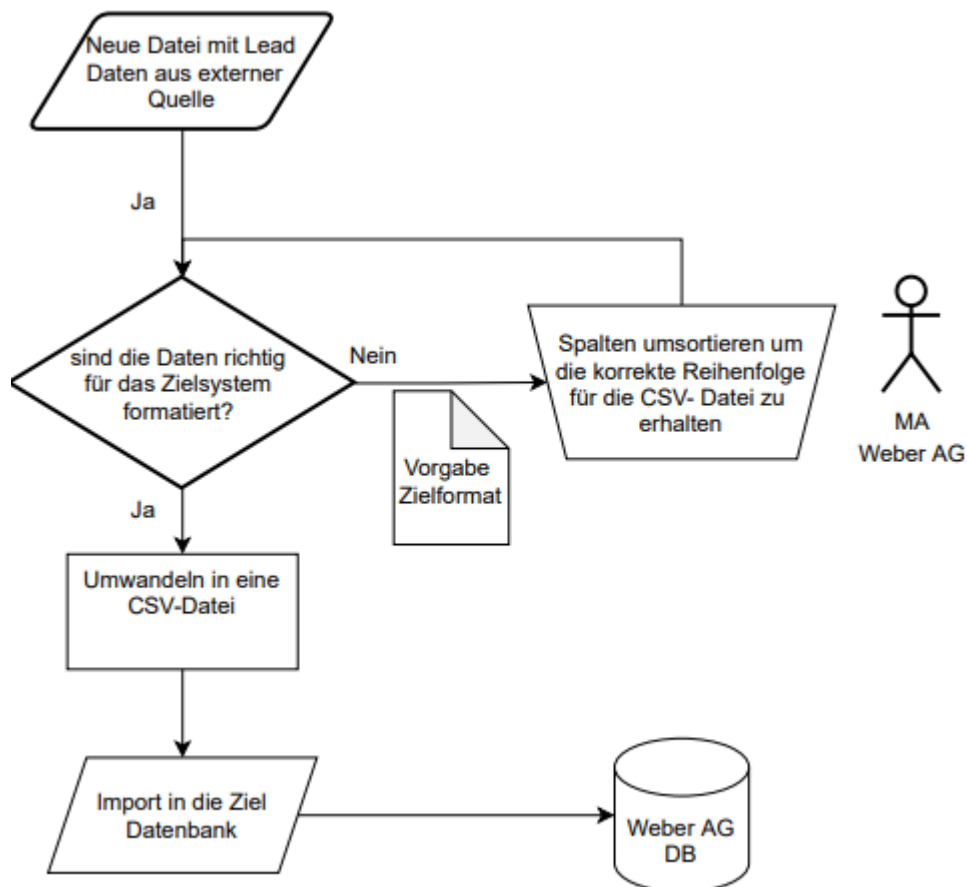 Neue Datei mit Lead
Daten aus externer
Quelle
Ja
sind die Daten richtig
für das Zielsystem
formatiert?
Nein
Vorgabe
Zielformat
Spalten umsortieren um
die korrekte Reihenfolge
für die CSV- Datei zu
erhalten
MA
Weber AG
Ja
Umwandeln in eine
CSV-Datei
Import in die Ziel
Datenbank
Weber AG
DB